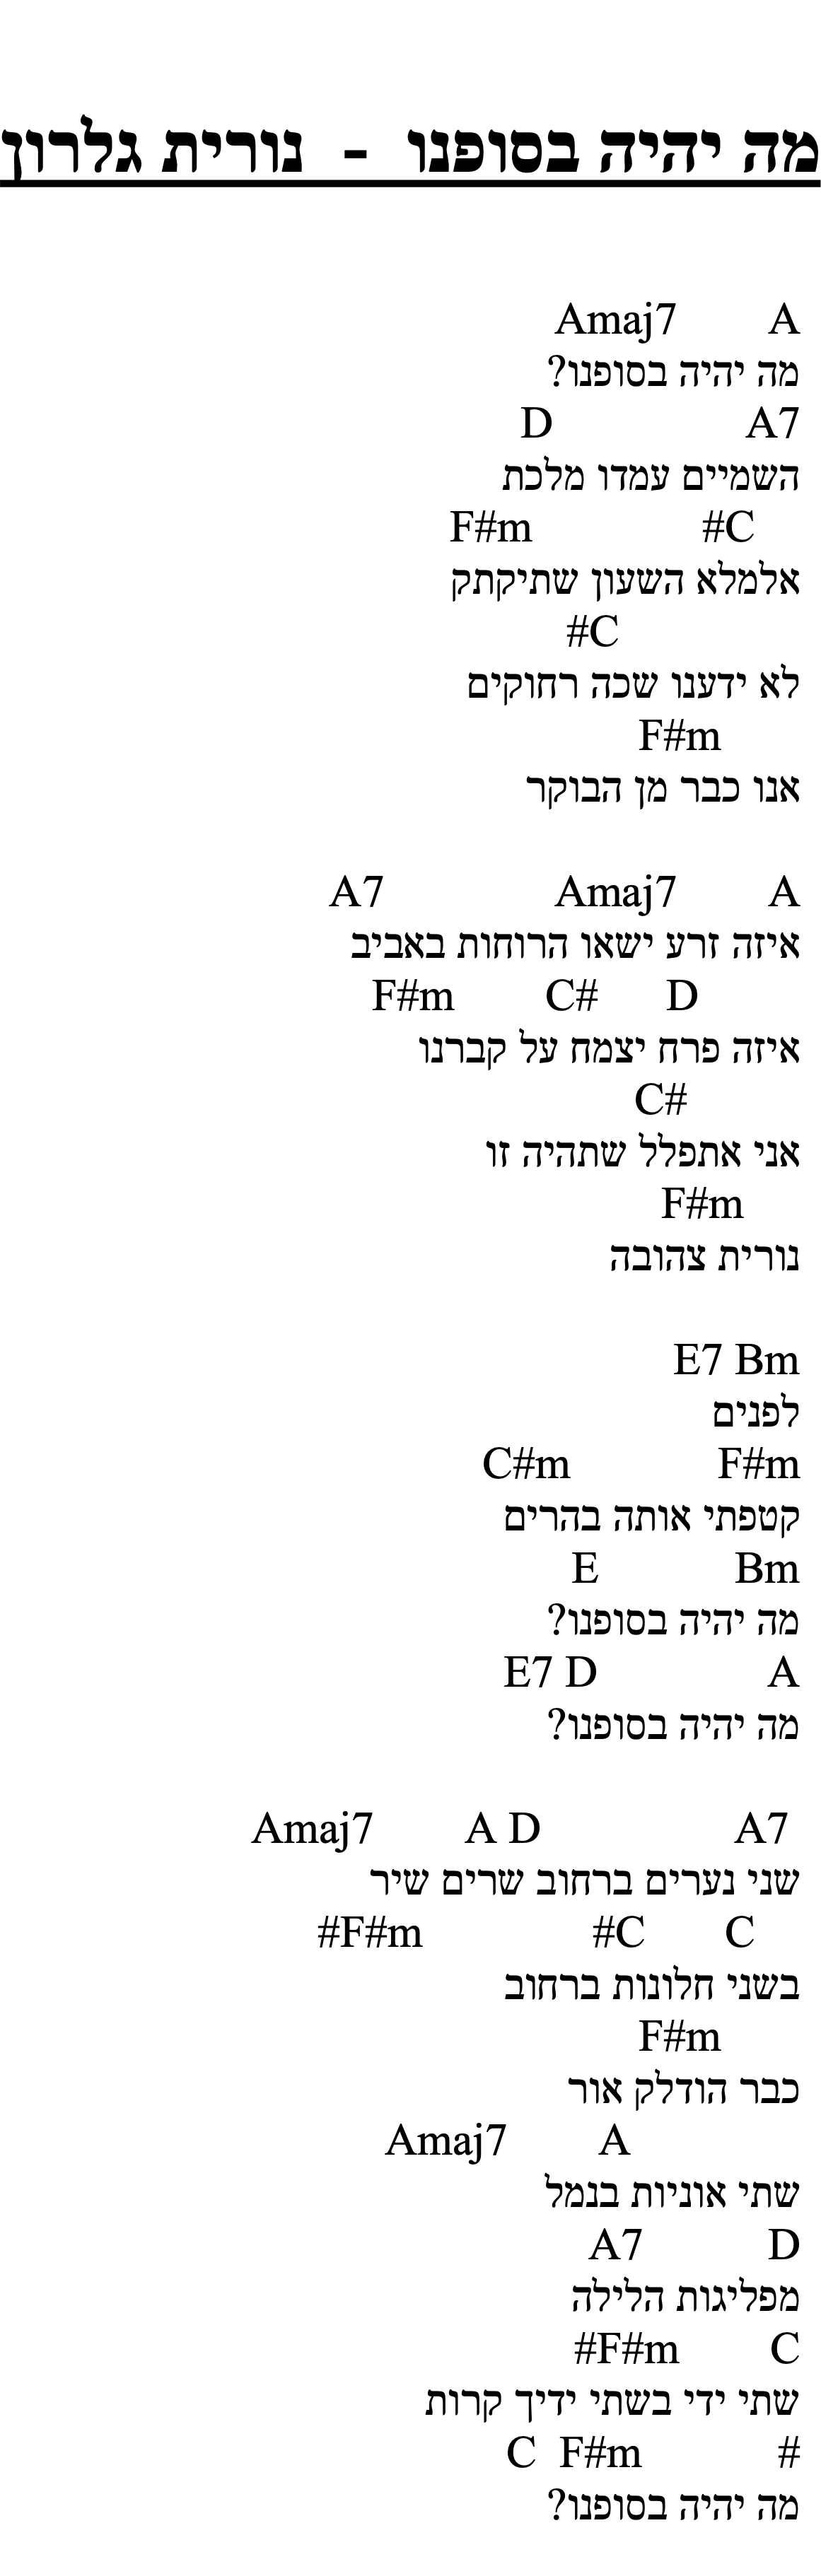 מה יהיה בסופנו - נורית גלרון
A Amaj7
מה יהיה בסופנו?
A7 D
השמיים עמדו מלכת
#C F#m
אלמלא השעון שתיקתק
#C
לא ידענו שכה רחוקים
F#m
אנו כבר מן הבוקר
A Amaj7 A7
איזה זרע ישאו הרוחות באביב
D C# F#m
איזה פרח יצמח על קברנו
C#
אני אתפלל שתהיה זו
F#m
נורית צהובה
E7 Bm
לפנים
F#m C#m
קטפתי אותה בהרים
Bm E
מה יהיה בסופנו?
A E7 D
מה יהיה בסופנו?
A7 A D Amaj7
שני נערים ברחוב שרים שיר
C #C #F#m
בשני חלונות ברחוב
F#m
כבר הודלק אור
A Amaj7
שתי אוניות בנמל
D A7
מפליגות הלילה
C #F#m
שתי ידי בשתי ידיך קרות
# C F#m
מה יהיה בסופנו?